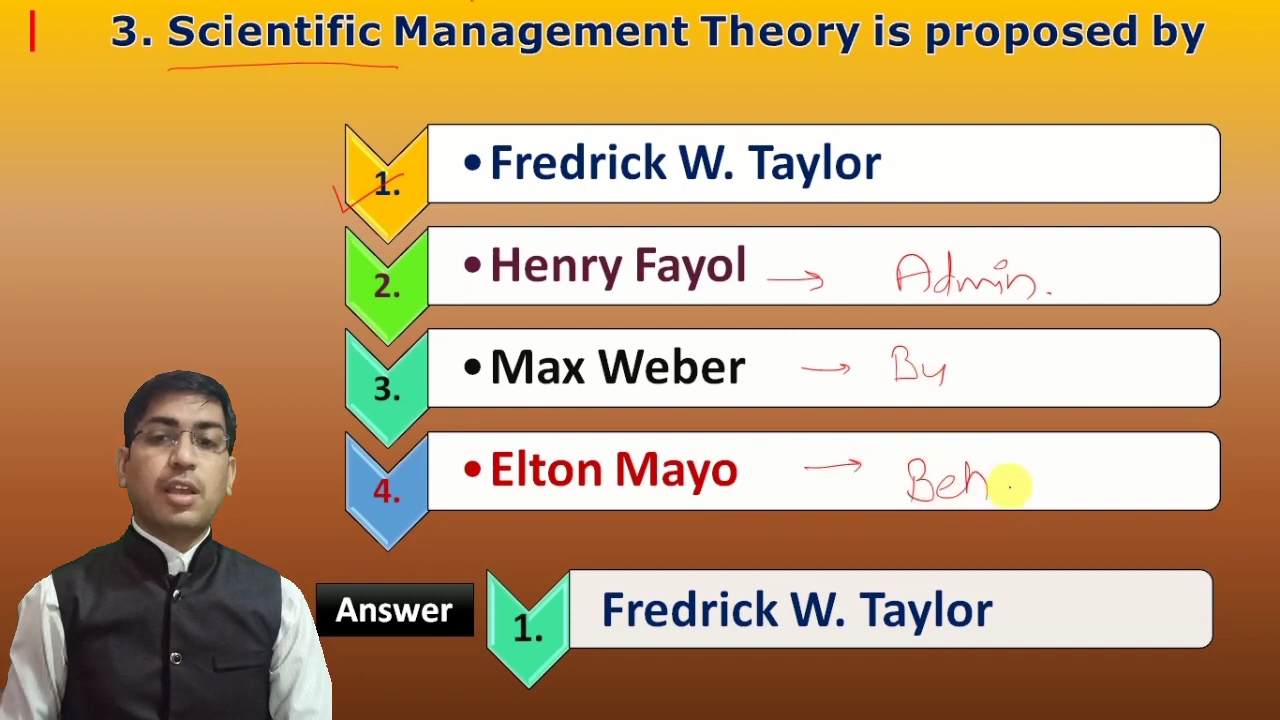 3. Scientific Management Theory is proposed by
1. •Fredrick W. Taylor
2. •Henry Fayol → Admin.
3. •Max Weber → Bu
4. •Elton Mayo → Beh
Answer 1. Fredrick W. Taylor